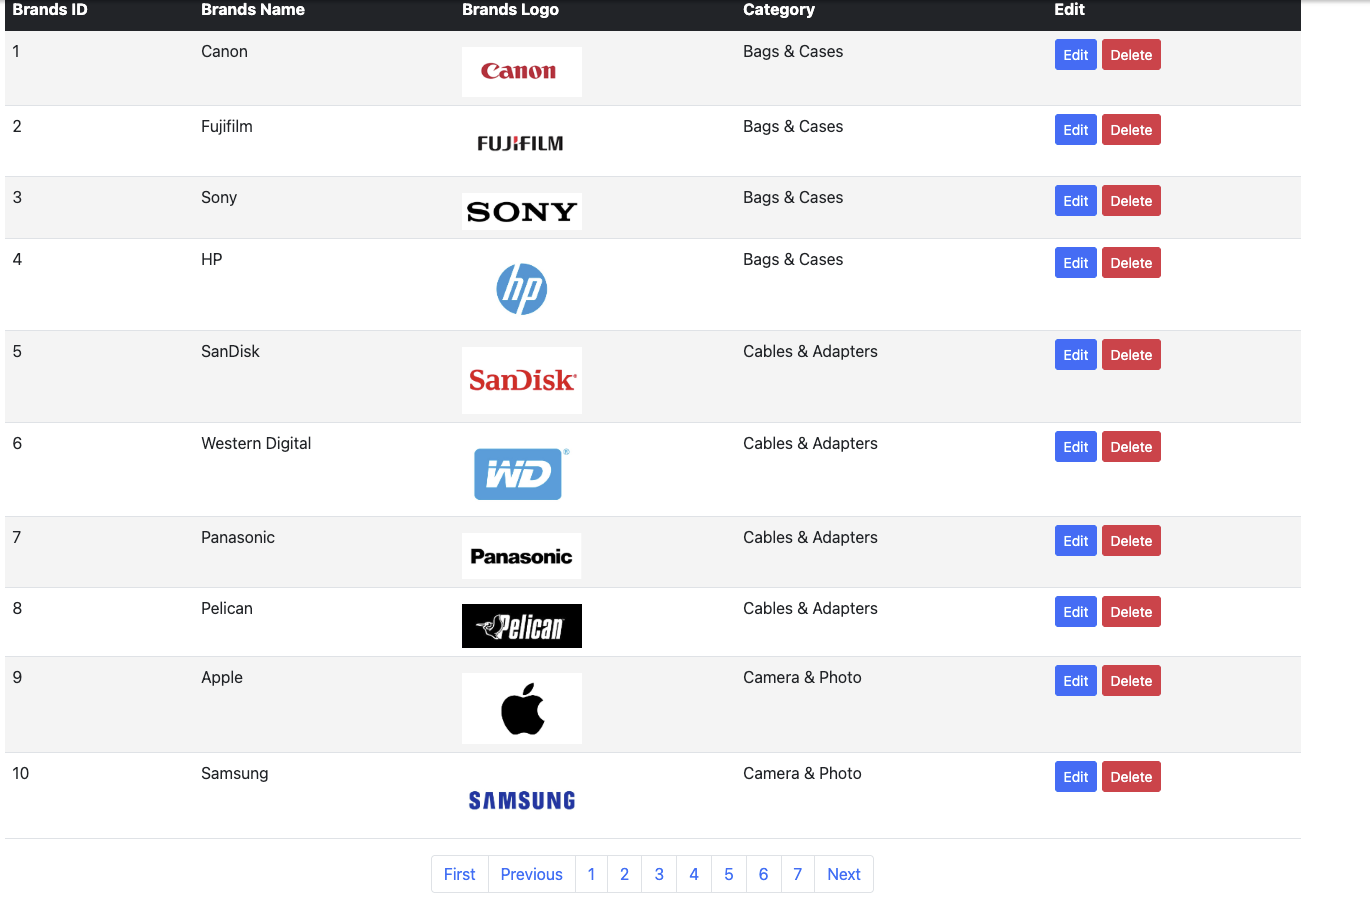 Brands ID Brands Name Brands Logo Category Edit
1 Canon Canon Bags & Cases Edit Delete
2 Fujifilm FUJIFILM Bags & Cases Edit Delete
3 Sony SONY Bags & Cases Edit Delete
4 HP hp Bags & Cases Edit Delete
5 SanDisk SanDisk® Cables & Adapters Edit Delete
6 Western Digital WD® Cables & Adapters Edit Delete
7 Panasonic Panasonic Cables & Adapters Edit Delete
8 Pelican Pelican Cables & Adapters Edit Delete
9 Apple Camera & Photo Edit Delete
10 Samsung SAMSUNG Camera & Photo Edit Delete
First Previous 1 2 3 4 5 6 7 Next